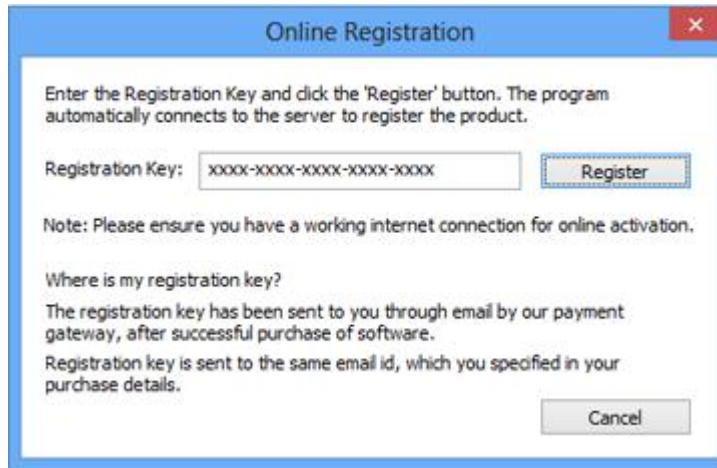 Online Registration
Enter the Registration Key and click the 'Register' button. The program
automatically connects to the server to register the product.
Registration Key: xxxx-xxxx-xxxx-xxxx-xxxx Register
Note: Please ensure you have a working internet connection for online activation.
Where is my registration key?
The registration key has been sent to you through email by our payment
gateway, after successful purchase of software.
Registration key is sent to the same email id, which you specified in your
purchase details.
Cancel